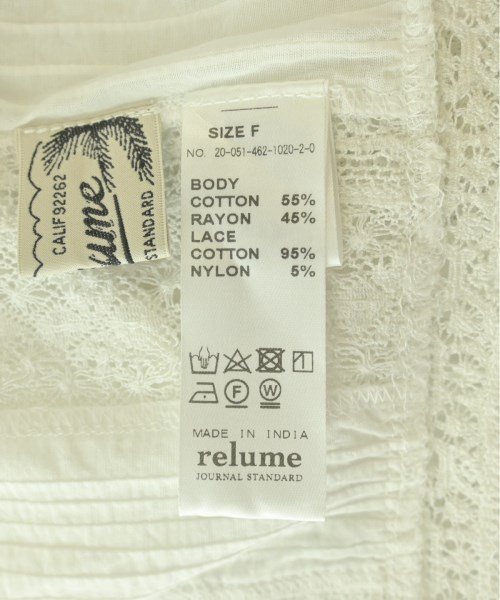 CALIF 92262
STANDARD
SIZE F
NO. 20-051-462-1020-2-0
BODY
COTTON 55%
RAYON 45%
LACE
COTTON 95%
NYLON 5%
F
W
MADE IN INDIA
relume
JOURNAL STANDARD